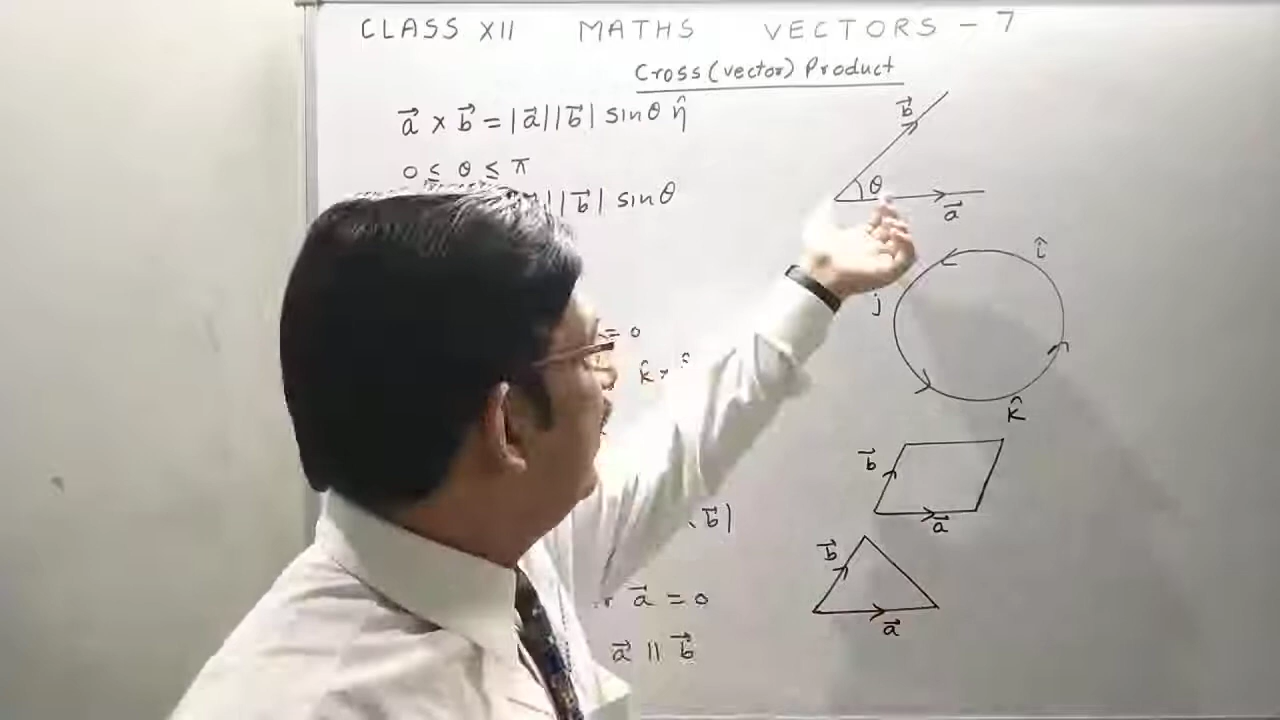 CLASS XII MATHS VECTORS - 7
Cross (vector) Product
a⃗ × b⃗ = |a⃗||b⃗| sinθ n̂
0 ≤ θ ≤ π
||b⃗| sinθ
= 0
k̂ ×
b⃗|
a⃗ = 0
a⃗ || b⃗
b⃗
θ
a⃗
î
j
k̂
b⃗
a⃗
b⃗
a⃗